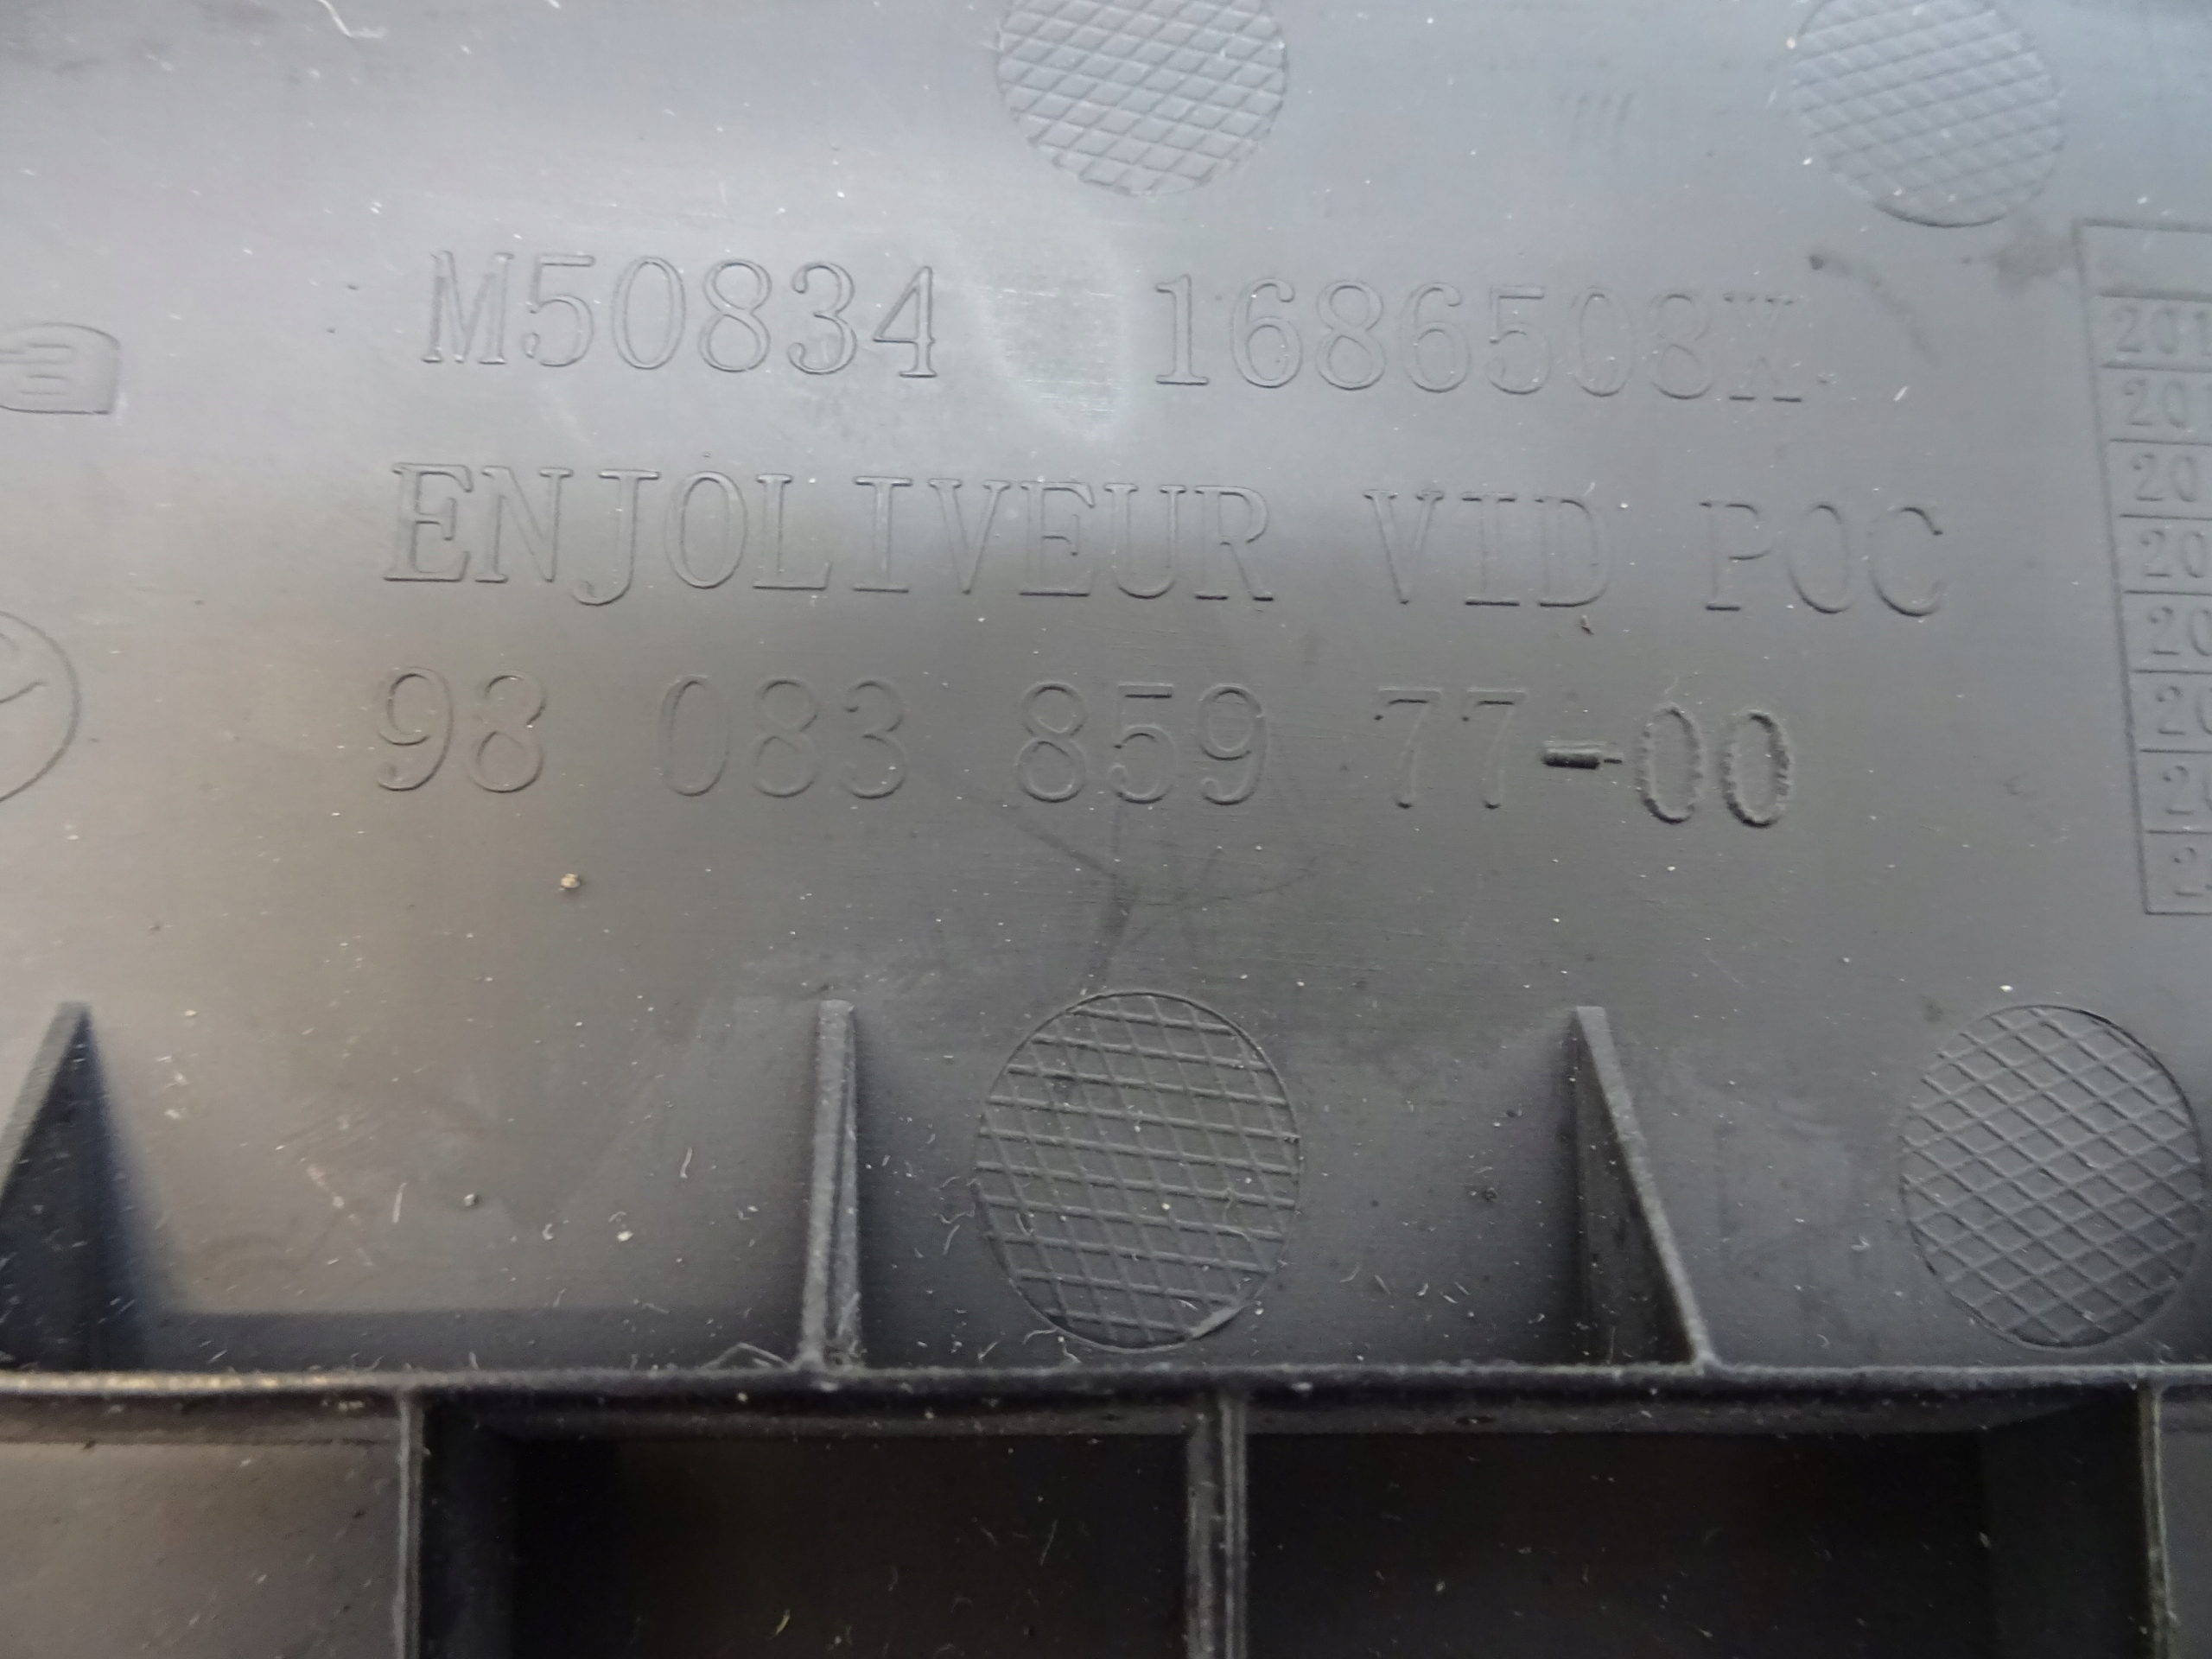 M50834 1686508X
ENJOLIVEUR VID POC
98 083 859 77-00